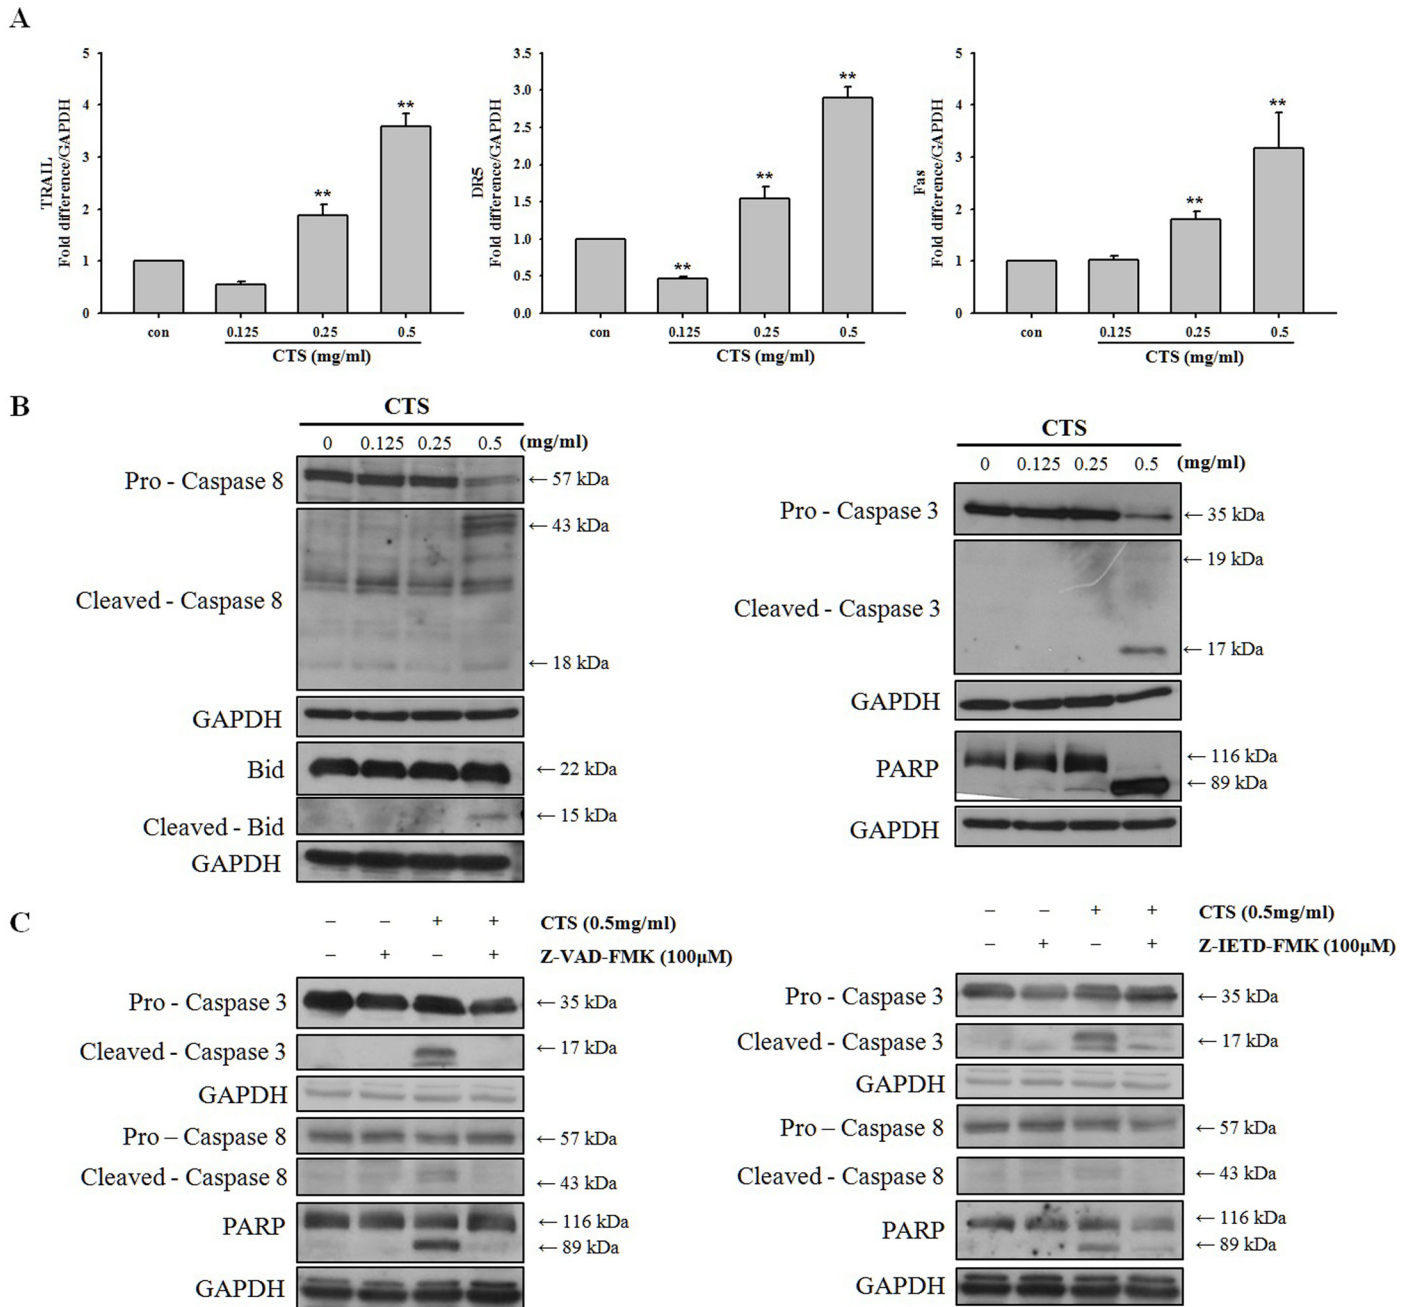 A
TRAIL
Fold difference/GAPDH
5
4
3
2
1
0
**
**
con 0.125 0.25 0.5
CTS (mg/ml)
DR5
Fold difference/GAPDH
3.5
3.0
2.5
2.0
1.5
1.0
0.5
0.0
**
**
**
con 0.125 0.25 0.5
CTS (mg/ml)
Fas
Fold difference/GAPDH
5
4
3
2
1
0
**
**
con 0.125 0.25 0.5
CTS (mg/ml)
B
CTS
0 0.125 0.25 0.5 (mg/ml)
Pro - Caspase 8 ← 57 kDa
← 43 kDa
Cleaved - Caspase 8
← 18 kDa
GAPDH
Bid ← 22 kDa
Cleaved - Bid ← 15 kDa
GAPDH
CTS
0 0.125 0.25 0.5 (mg/ml)
Pro - Caspase 3 ← 35 kDa
← 19 kDa
Cleaved - Caspase 3
← 17 kDa
GAPDH
PARP ← 116 kDa
← 89 kDa
GAPDH
C
– – + + CTS (0.5mg/ml)
– + – + Z-VAD-FMK (100μM)
Pro - Caspase 3 ← 35 kDa
Cleaved - Caspase 3 ← 17 kDa
GAPDH
Pro – Caspase 8 ← 57 kDa
Cleaved - Caspase 8 ← 43 kDa
PARP ← 116 kDa
← 89 kDa
GAPDH
– – + + CTS (0.5mg/ml)
– + – + Z-IETD-FMK (100μM)
Pro - Caspase 3 ← 35 kDa
Cleaved - Caspase 3 ← 17 kDa
GAPDH
Pro – Caspase 8 ← 57 kDa
Cleaved - Caspase 8 ← 43 kDa
PARP ← 116 kDa
← 89 kDa
GAPDH